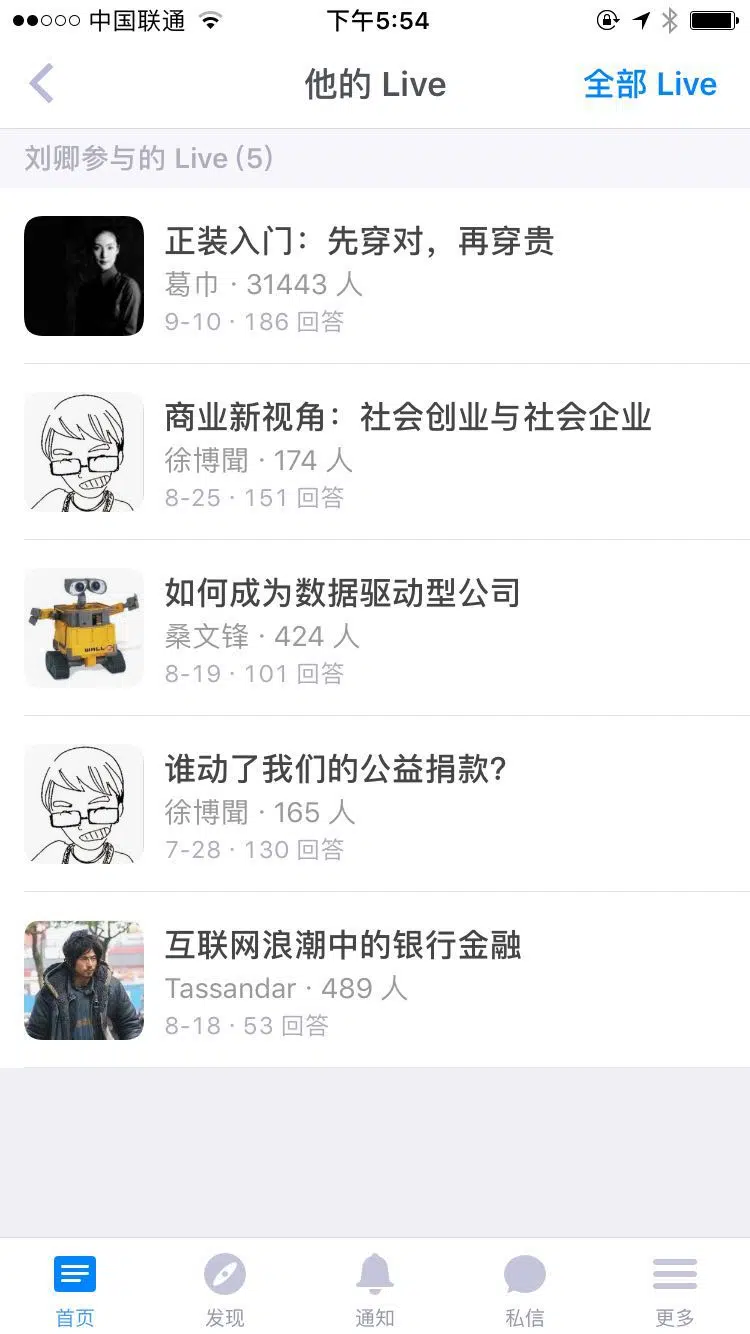 中国联通 下午5:54
他的 Live 全部 Live
刘卿参与的 Live (5)
正装入门：先穿对，再穿贵
葛巾 · 31443 人
9-10 · 186 回答
商业新视角：社会创业与社会企业
徐博聞 · 174 人
8-25 · 151 回答
如何成为数据驱动型公司
桑文锋 · 424 人
8-19 · 101 回答
谁动了我们的公益捐款?
徐博聞 · 165 人
7-28 · 130 回答
互联网浪潮中的银行金融
Tassandar · 489 人
8-18 · 53 回答
首页 发现 通知 私信 更多